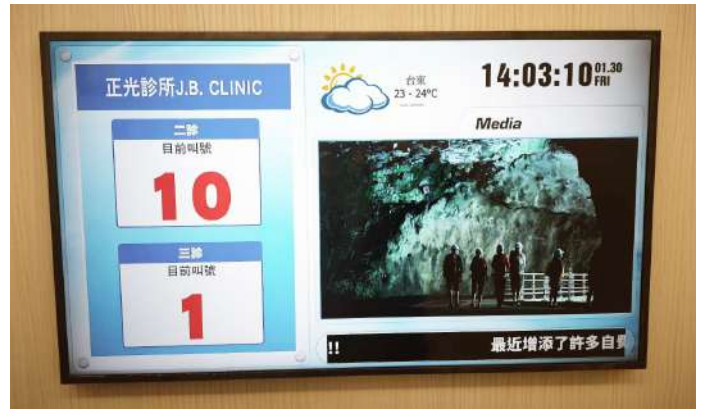 正光診所J.B. CLINIC
二診
目前叫號
10
三診
目前叫號
1
台東
23 - 24°C
14:03:10
01.30
FRI
Media
!!
最近增添了許多自費